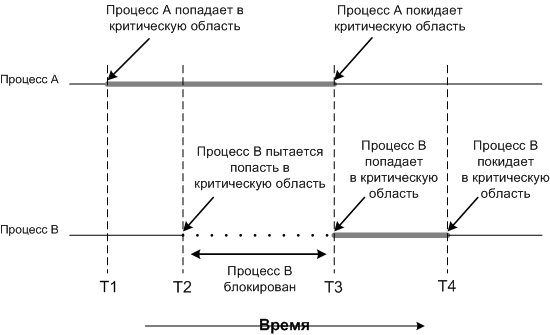 Процесс А попадает в
критическую область
Процесс А покидает
критическую область
Процесс А
Процесс В пытается
попасть в
критическую область
Процесс В
попадает
в критическую
область
Процесс В
покидает
в критическую
область
Процесс В
Процесс В
блокирован
T1
T2
T3
T4
Время